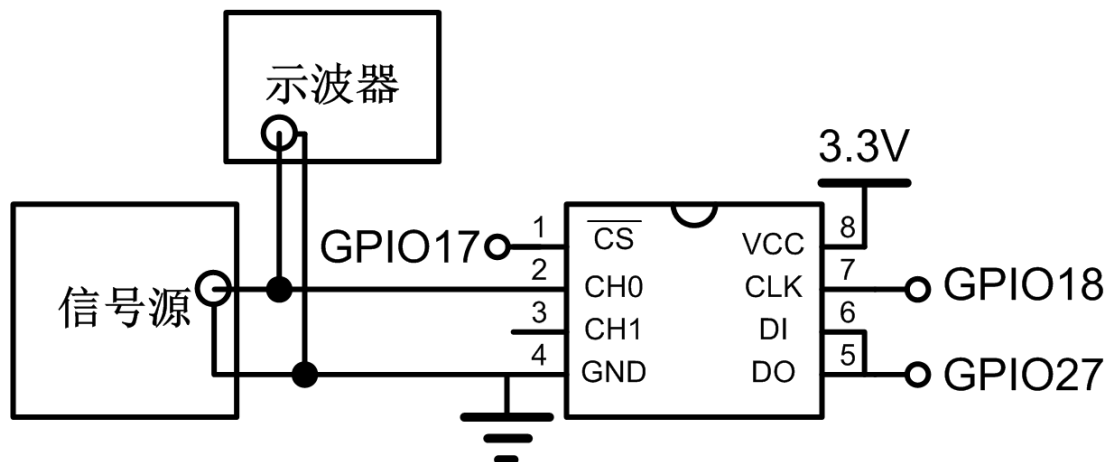 示波器
3.3V
信号源
GPIO17
1
CS
VCC
8
2
CH0
CLK
7
GPIO18
3
CH1
DI
6
4
GND
DO
5
GPIO27